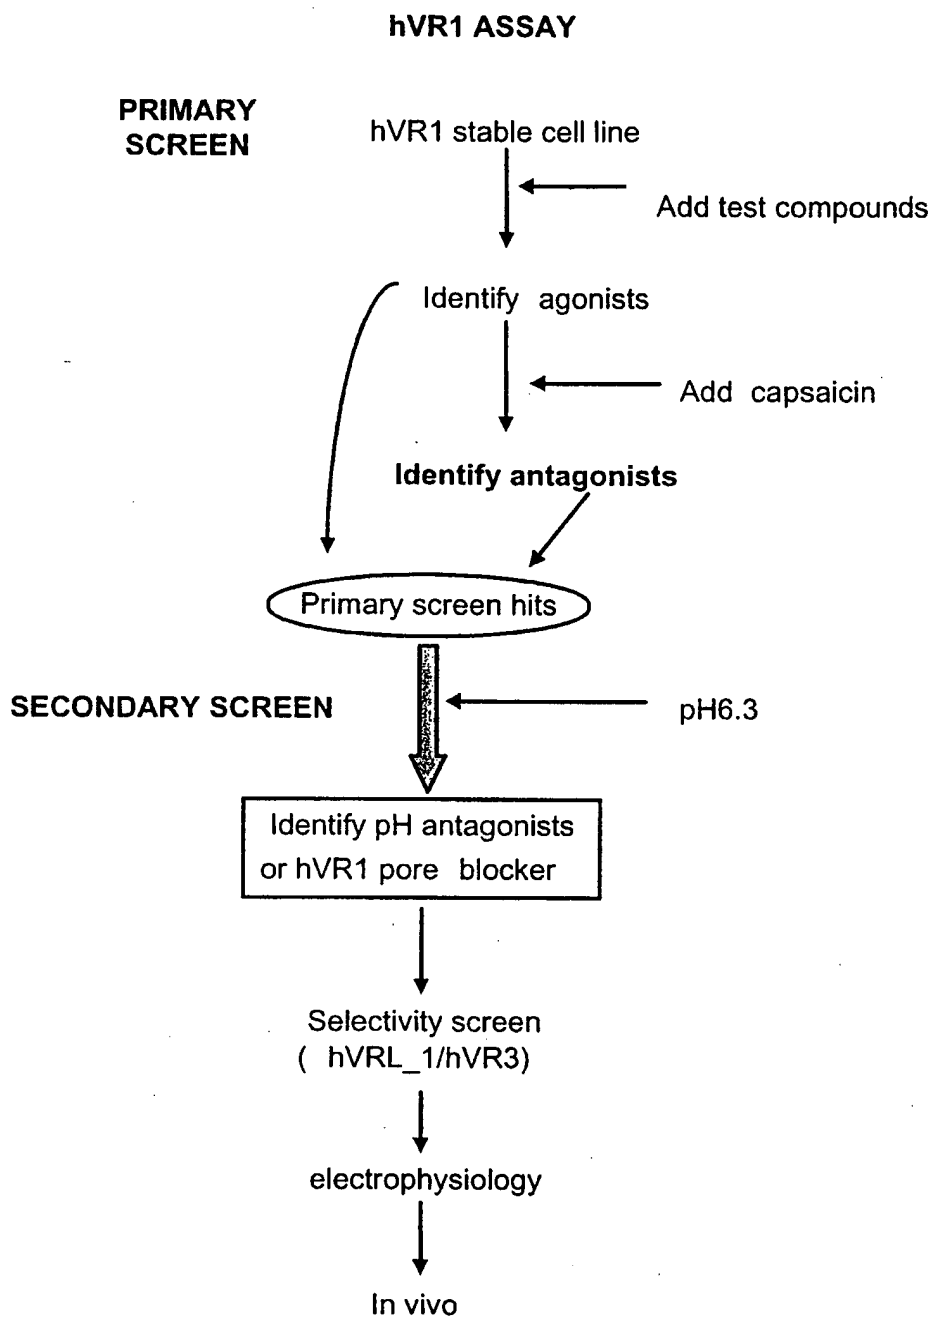 hVR1 ASSAY
PRIMARY
SCREEN
hVR1 stable cell line
Add test compounds
Identify agonists
Add capsaicin
Identify antagonists
Primary screen hits
SECONDARY SCREEN
pH6.3
Identify pH antagonists
or hVR1 pore blocker
Selectivity screen
( hVRL_1/hVR3)
electrophysiology
In vivo